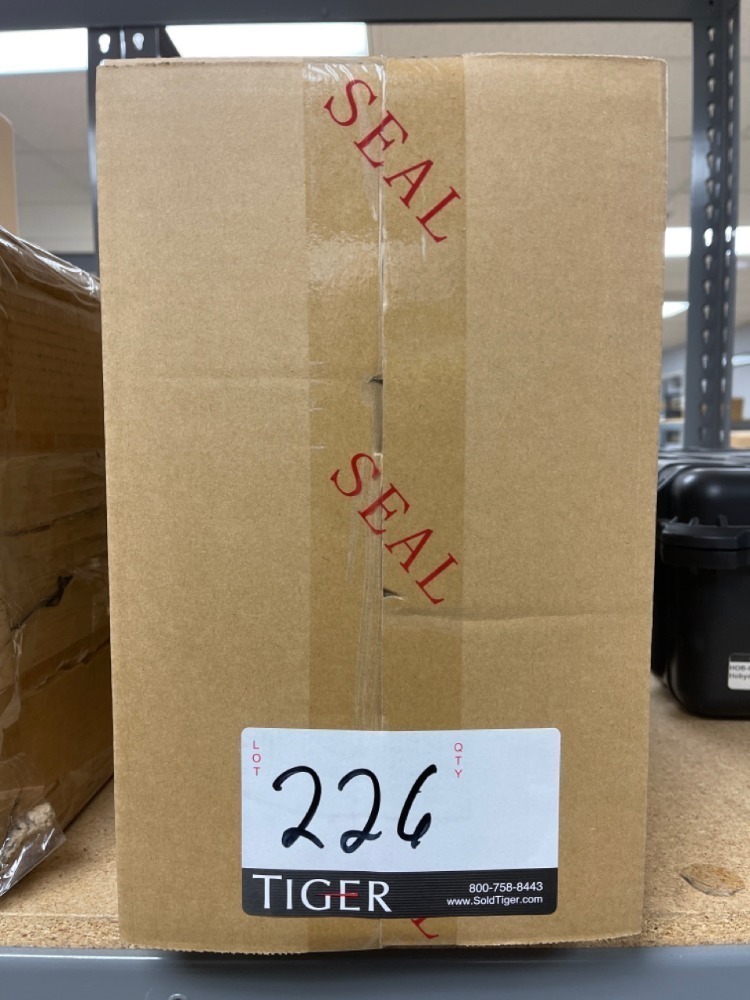 SEAL
SEAL
LOT
QTY
226
TIGER
800-758-8443
www.SoldTiger.com